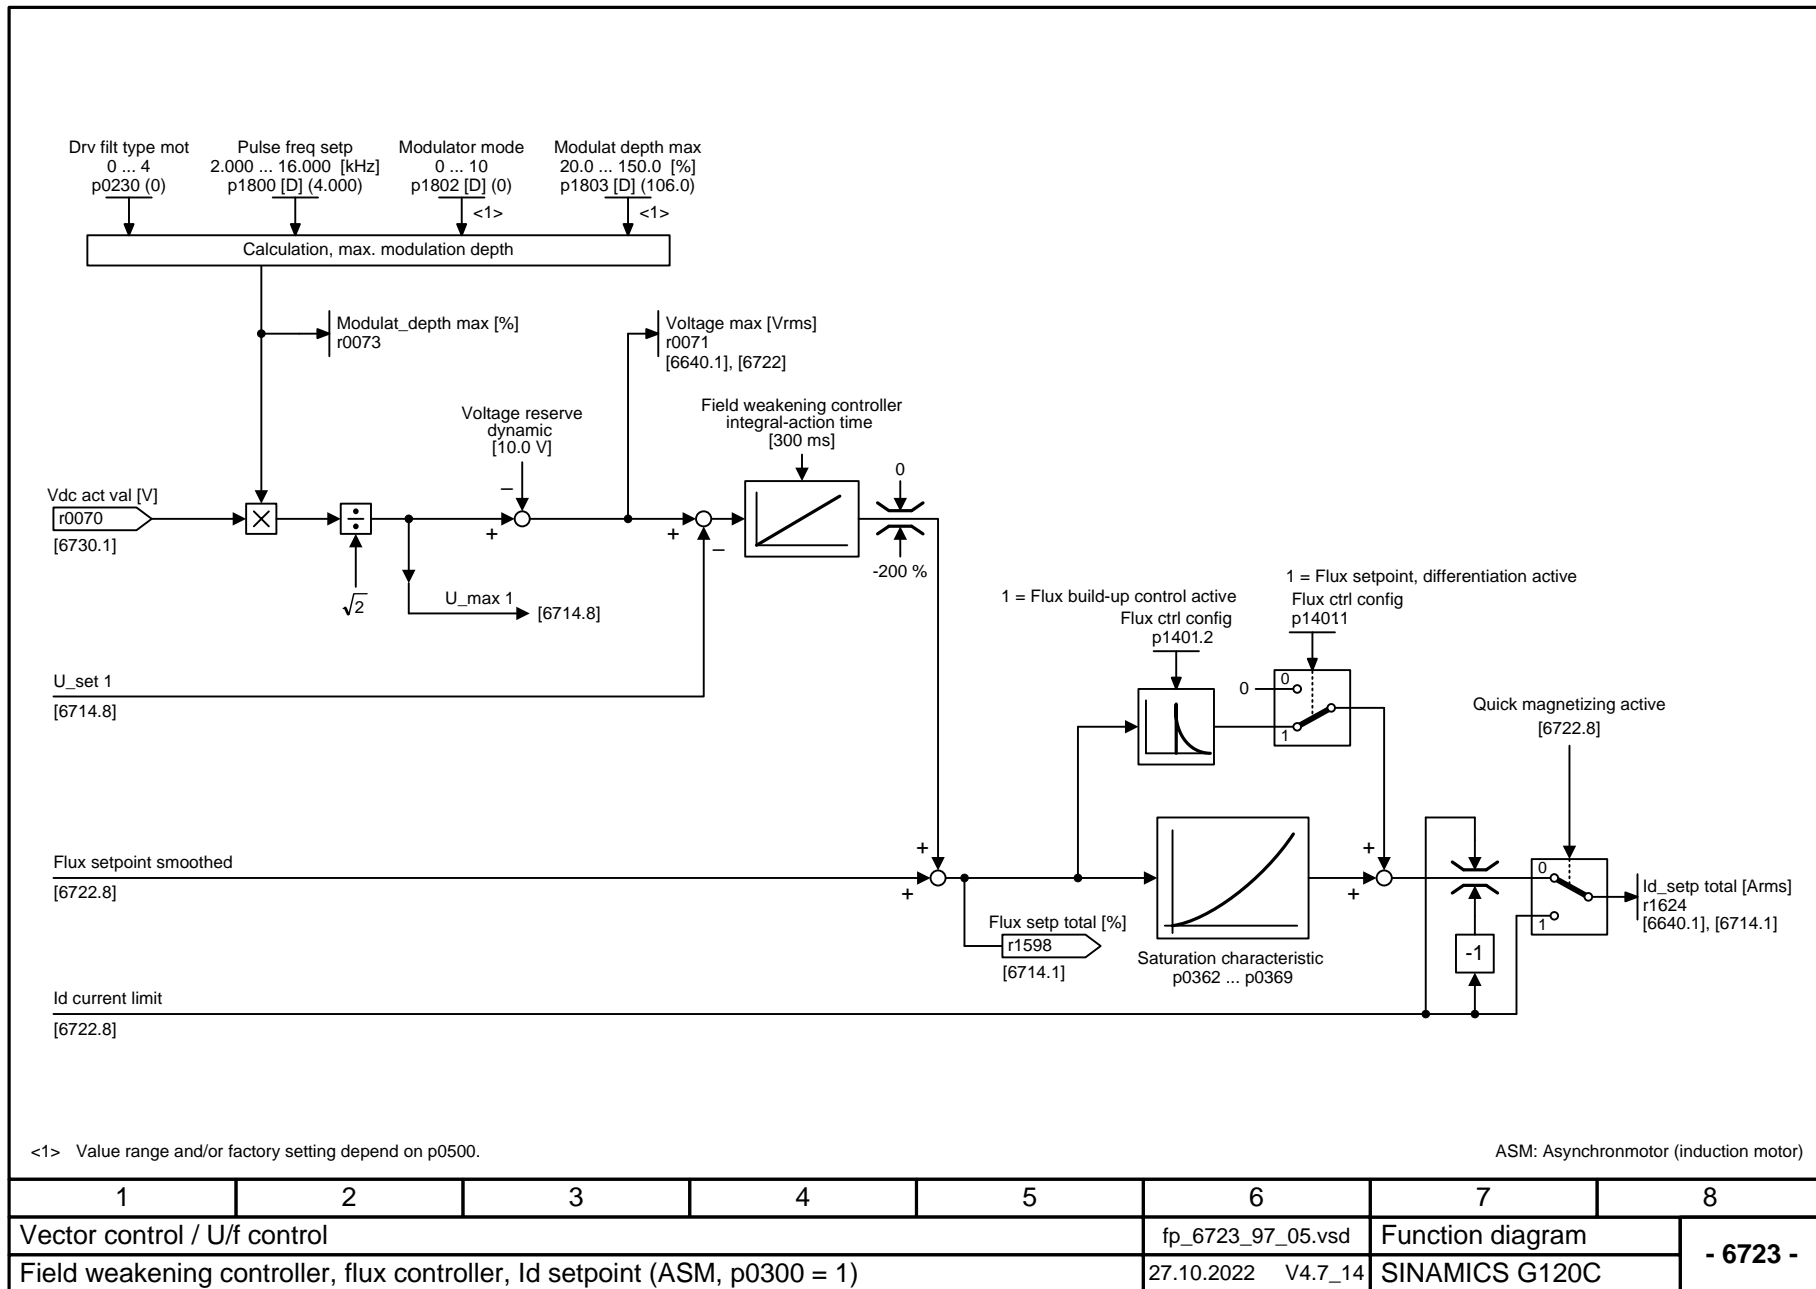 Drv filt type mot
0 ... 4
p0230 (0)
Pulse freq setp
2.000 ... 16.000 [kHz]
p1800 [D] (4.000)
Modulator mode
0 ... 10
p1802 [D] (0)
<1>
Modulat depth max
20.0 ... 150.0 [%]
p1803 [D] (106.0)
<1>
Calculation, max. modulation depth
Modulat_depth max [%]
r0073
Voltage max [Vrms]
r0071
[6640.1], [6722]
Voltage reserve
dynamic
[10.0 V]
Field weakening controller
integral-action time
[300 ms]
Vdc act val [V]
r0070
[6730.1]
×
÷
√2
–
+
+
–
0
-200 %
U_max 1
[6714.8]
U_set 1
[6714.8]
1 = Flux build-up control active
Flux ctrl config
p1401.2
1 = Flux setpoint, differentiation active
Flux ctrl config
p14011
0
0
1
Quick magnetizing active
[6722.8]
Flux setpoint smoothed
[6722.8]
+
+
Flux setp total [%]
r1598
[6714.1]
Saturation characteristic
p0362 ... p0369
+
+
0
1
-1
Id_setp total [Arms]
r1624
[6640.1], [6714.1]
Id current limit
[6722.8]
<1> Value range and/or factory setting depend on p0500.
ASM: Asynchronmotor (induction motor)
1 2 3 4 5 6 7 8
Vector control / U/f control
fp_6723_97_05.vsd
Function diagram
- 6723 -
Field weakening controller, flux controller, Id setpoint (ASM, p0300 = 1)
27.10.2022 V4.7_14
SINAMICS G120C